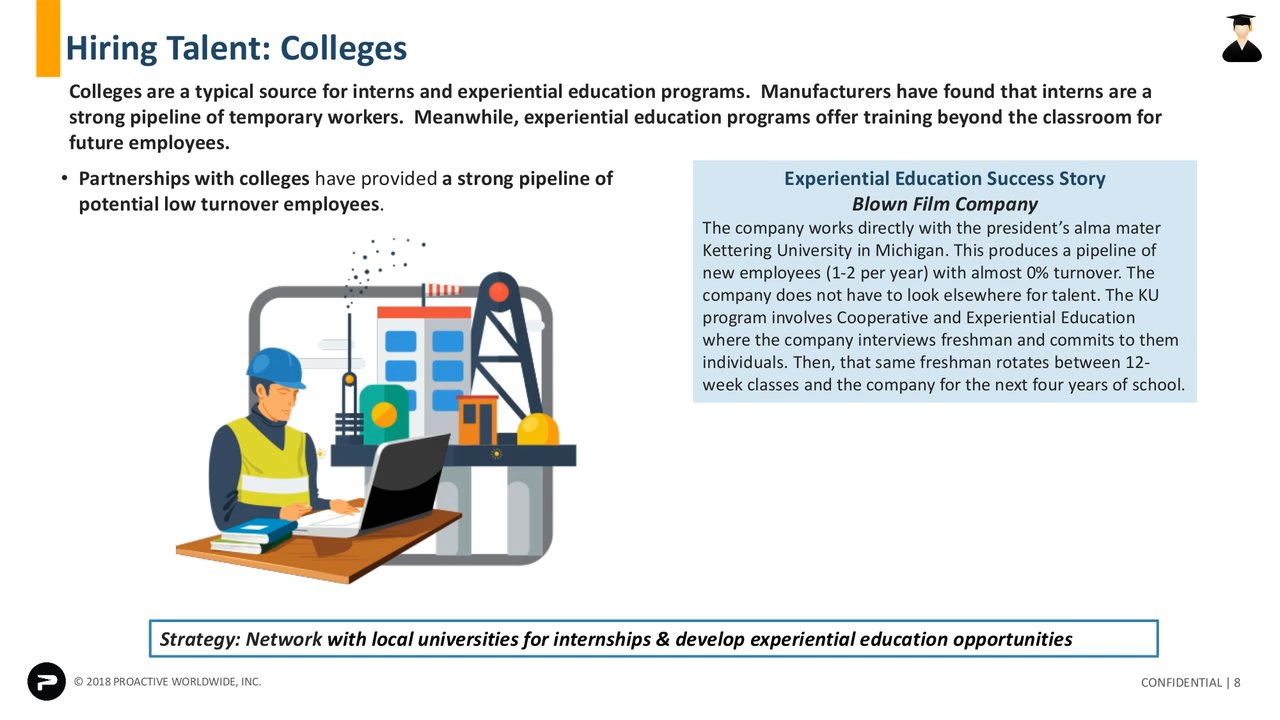 Hiring Talent: Colleges
Colleges are a typical source for interns and experiential education programs.  Manufacturers have found that interns are a
strong pipeline of temporary workers.  Meanwhile, experiential education programs offer training beyond the classroom for
future employees.
• Partnerships with colleges have provided a strong pipeline of
potential low turnover employees.
Experiential Education Success Story
Blown Film Company
The company works directly with the president’s alma mater
Kettering University in Michigan. This produces a pipeline of
new employees (1-2 per year) with almost 0% turnover. The
company does not have to look elsewhere for talent. The KU
program involves Cooperative and Experiential Education
where the company interviews freshman and commits to them
individuals. Then, that same freshman rotates between 12-
week classes and the company for the next four years of school.
Strategy: Network with local universities for internships & develop experiential education opportunities
© 2018 PROACTIVE WORLDWIDE, INC.
CONFIDENTIAL | 8